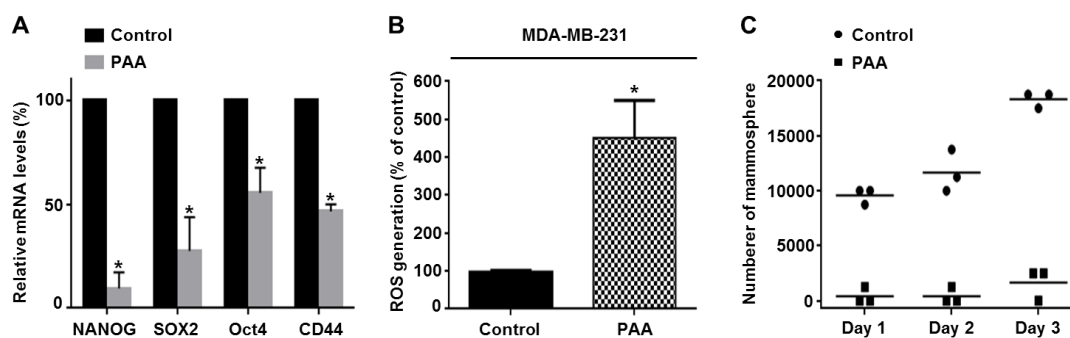 A
Control
PAA
Relative mRNA levels (%)
100
50
0
*
*
*
*
NANOG SOX2 Oct4 CD44
B
MDA-MB-231
ROS generation (% of control)
600
500
400
300
200
100
0
*
Control PAA
C
Control
PAA
Numberer of mammosphere
20000
15000
10000
5000
0
Day 1 Day 2 Day 3